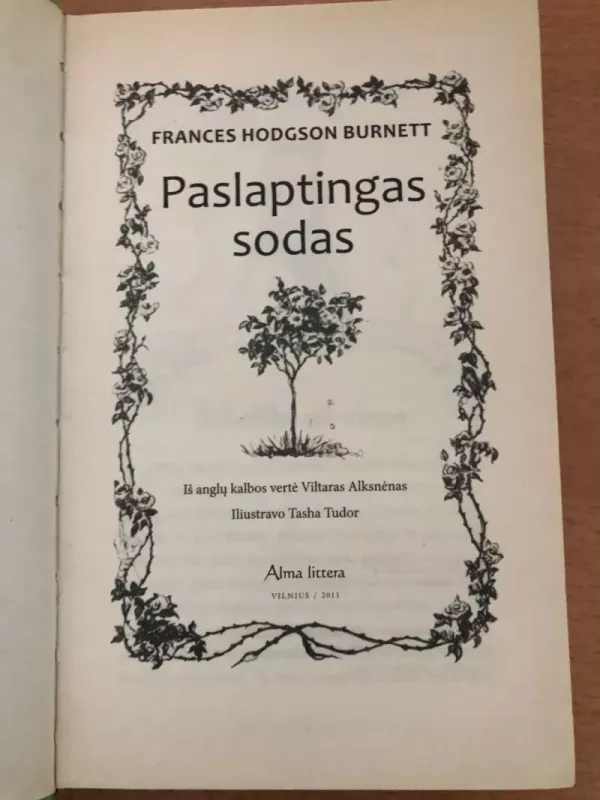 FRANCES HODGSON BURNETT
Paslaptingas
sodas
Iš anglų kalbos vertė Viltaras Alksnėnas
Iliustravo Tasha Tudor
Alma littera
VILNIUS / 2011